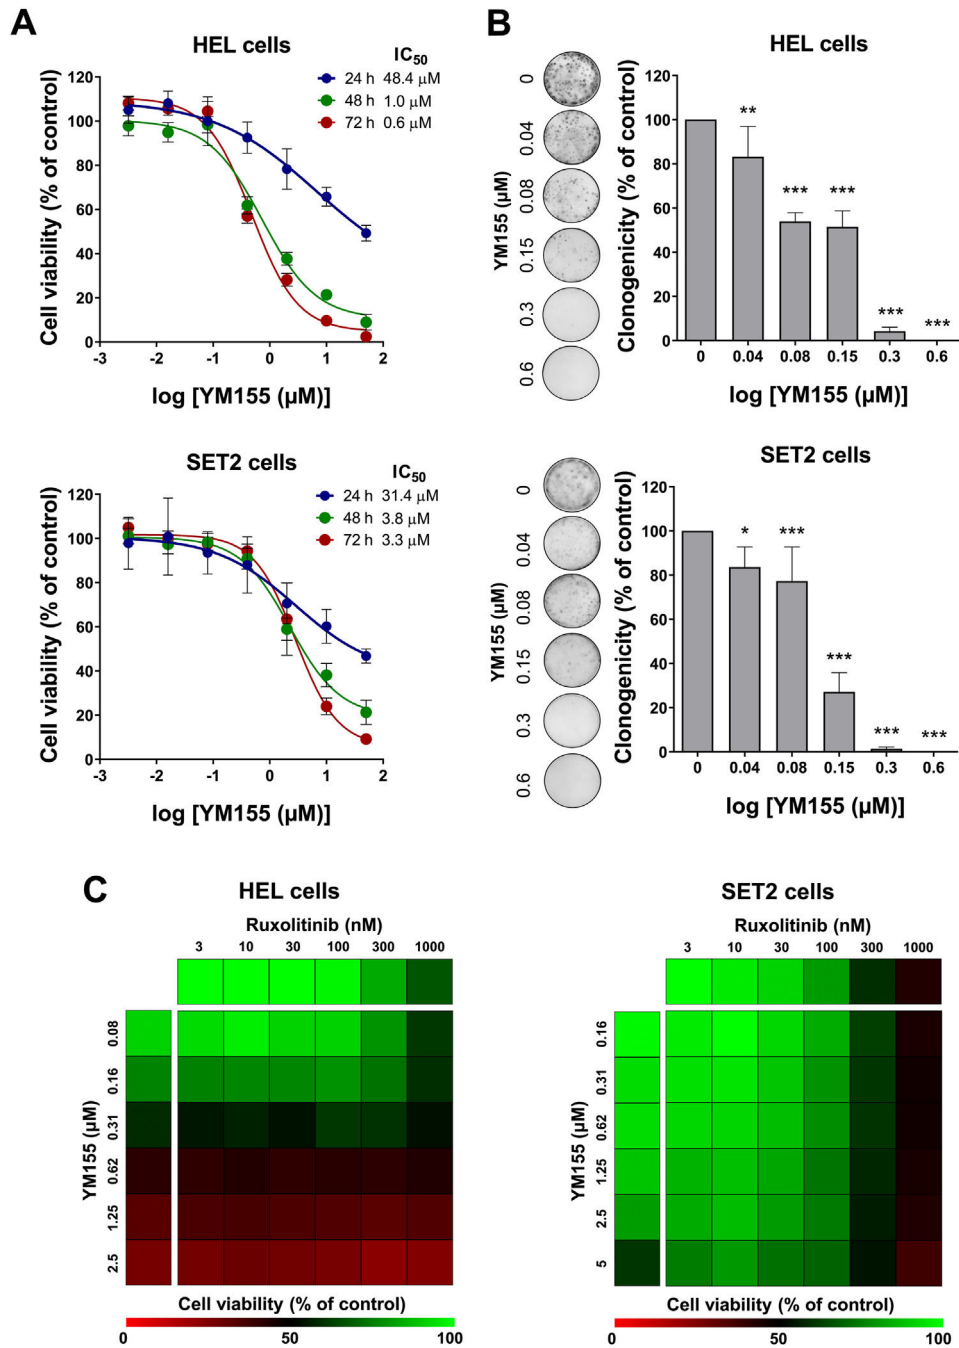 A
HEL cells
IC50
24 h 48.4 μM
48 h 1.0 μM
72 h 0.6 μM
Cell viability (% of control)
120
100
80
60
40
20
0
-3 -2 -1 0 1 2
log [YM155 (μM)]
SET2 cells
IC50
24 h 31.4 μM
48 h 3.8 μM
72 h 3.3 μM
Cell viability (% of control)
120
100
80
60
40
20
0
-3 -2 -1 0 1 2
log [YM155 (μM)]
B
HEL cells
YM155 (μM)
0
0.04
0.08
0.15
0.3
0.6
Clonogenicity (% of control)
120
100
80
60
40
20
0
** *** *** *** ***
0 0.04 0.08 0.15 0.3 0.6
log [YM155 (μM)]
SET2 cells
YM155 (μM)
0
0.04
0.08
0.15
0.3
0.6
Clonogenicity (% of control)
120
100
80
60
40
20
0
* *** *** *** ***
0 0.04 0.08 0.15 0.3 0.6
log [YM155 (μM)]
C
HEL cells
Ruxolitinib (nM)
3 10 30 100 300 1000
YM155 (μM)
0.08
0.16
0.31
0.62
1.25
2.5
Cell viability (% of control)
0 50 100
SET2 cells
Ruxolitinib (nM)
3 10 30 100 300 1000
YM155 (μM)
0.16
0.31
0.62
1.25
2.5
5
Cell viability (% of control)
0 50 100